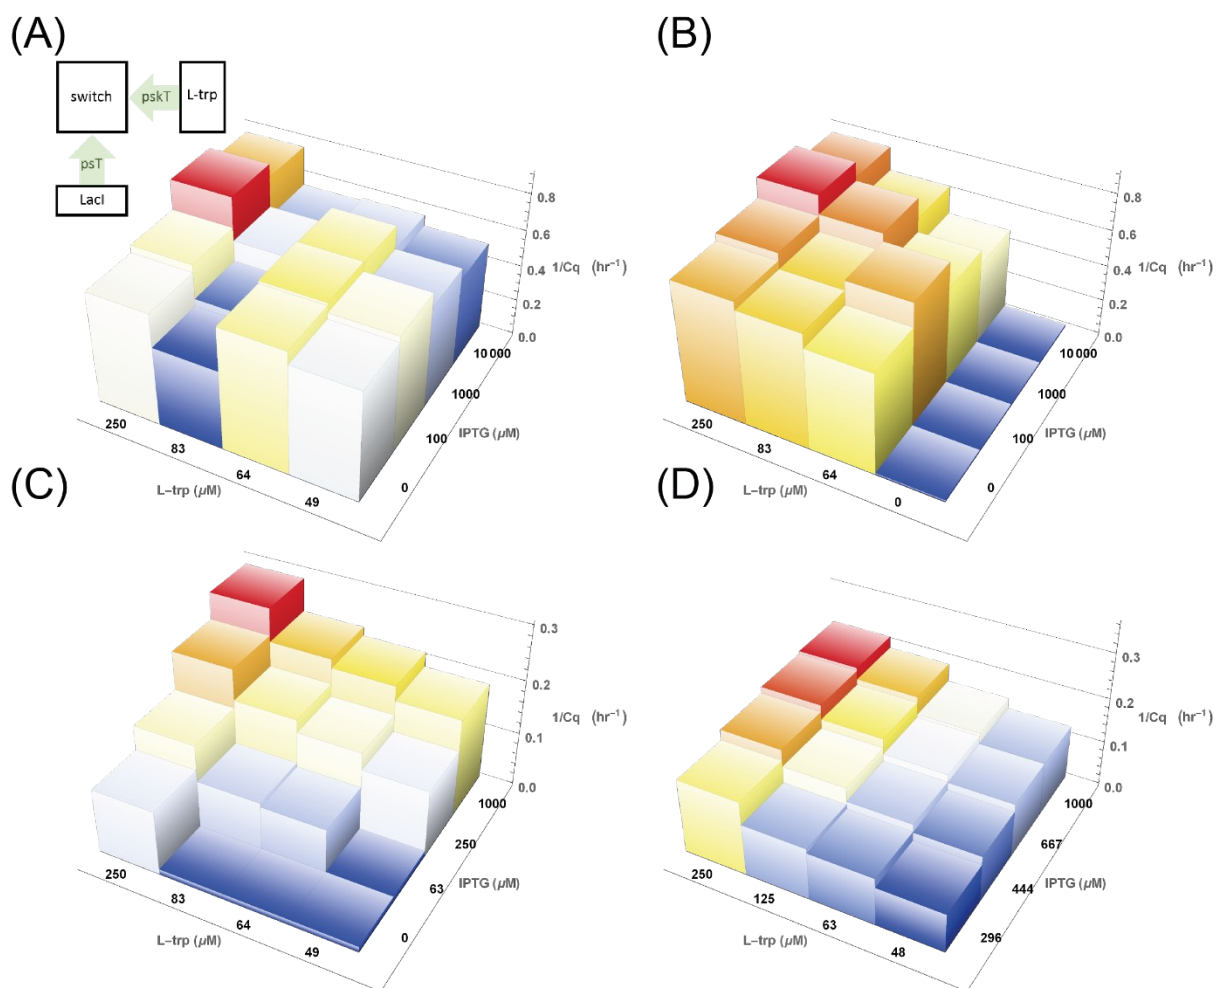 (A)
switch
pskT
L-trp
psT
LacI
0.8
0.6
0.4
0.2
0.0
1/Cq (hr⁻¹)
10 000
1000
100
0
IPTG (μM)
250
83
64
49
L−trp (μM)
(B)
0.8
0.6
0.4
0.2
0.0
1/Cq (hr⁻¹)
10 000
1000
100
0
IPTG (μM)
250
83
64
0
L−trp (μM)
(C)
0.3
0.2
0.1
0.0
1/Cq (hr⁻¹)
1000
250
63
0
IPTG (μM)
250
83
64
49
L−trp (μM)
(D)
0.3
0.2
0.1
0.0
1/Cq (hr⁻¹)
1000
667
444
296
IPTG (μM)
250
125
63
48
L−trp (μM)